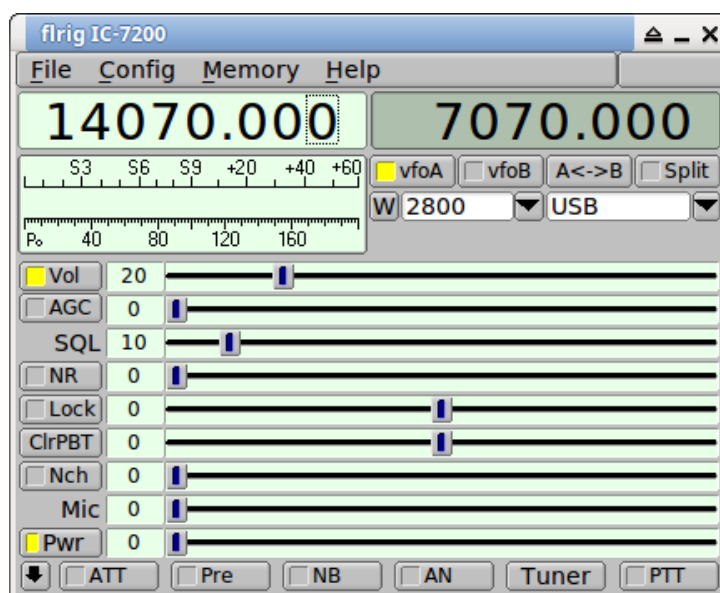 flrig IC-7200
File Config Memory Help
14070.000 7070.000
S3 S6 S9 +20 +40 +60
vfoA vfoB A<->B Split
W 2800 USB
Po 40 80 120 160
Vol 20
AGC 0
SQL 10
NR 0
Lock 0
ClrPBT 0
Nch 0
Mic 0
Pwr 0
ATT Pre NB AN Tuner PTT